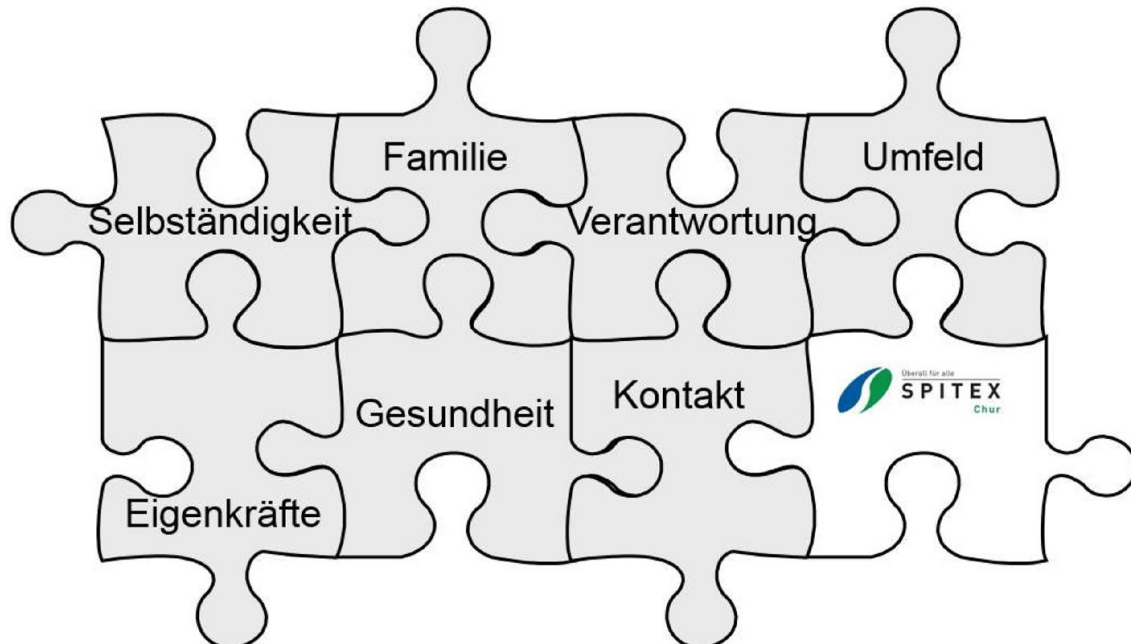 Familie
Umfeld
Selbständigkeit
Verantwortung
Überall für alle
SPITEX
Chur
Kontakt
Gesundheit
Eigenkräfte